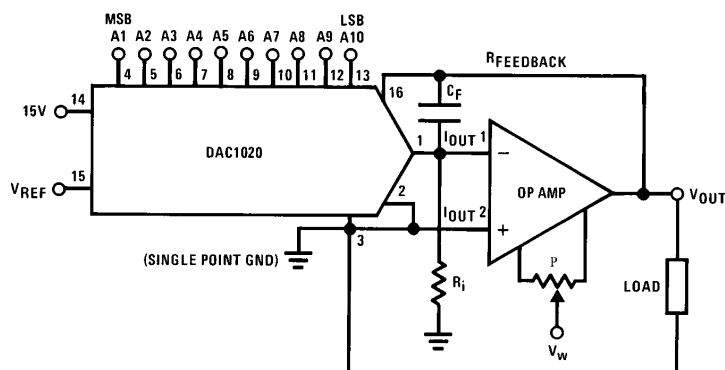 MSB LSB
A1 A2 A3 A4 A5 A6 A7 A8 A9 A10
4 5 6 7 8 9 10 11 12 13
16
RFEEDBACK
CF
14
15V
DAC1020
1
IOUT 1
−
OP AMP
15
VREF
2
IOUT 2
+
VOUT
3
(SINGLE POINT GND)
Ri
P
LOAD
Vw